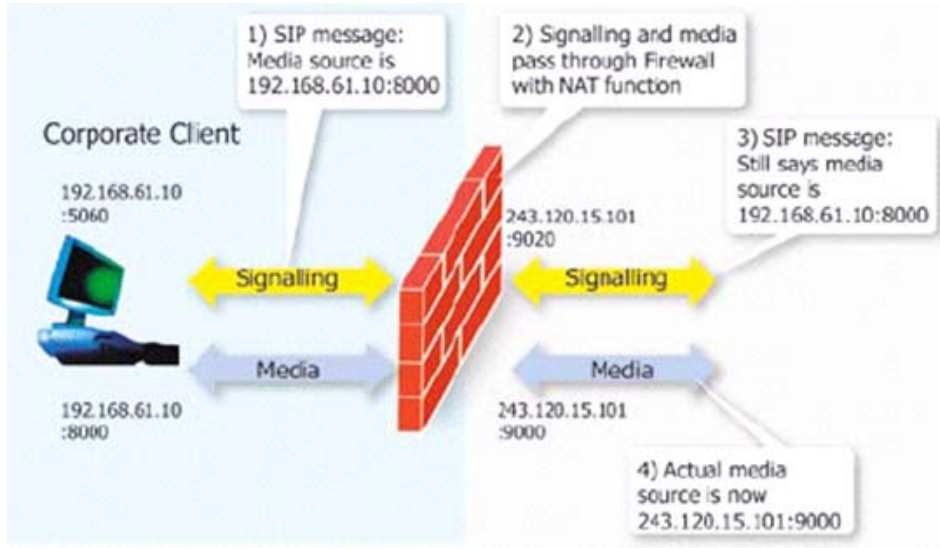 1) SIP message:
Media source is
192.168.61.10:8000
2) Signalling and media
pass through Firewall
with NAT function
Corporate Client
3) SIP message:
Still says media
source is
192.168.61.10:8000
192.168.61.10
:5060
243.120.15.101
:9020
Signalling
Signalling
Media
Media
192.168.61.10
:8000
243.120.15.101
:9000
4) Actual media
source is now
243.120.15.101:9000